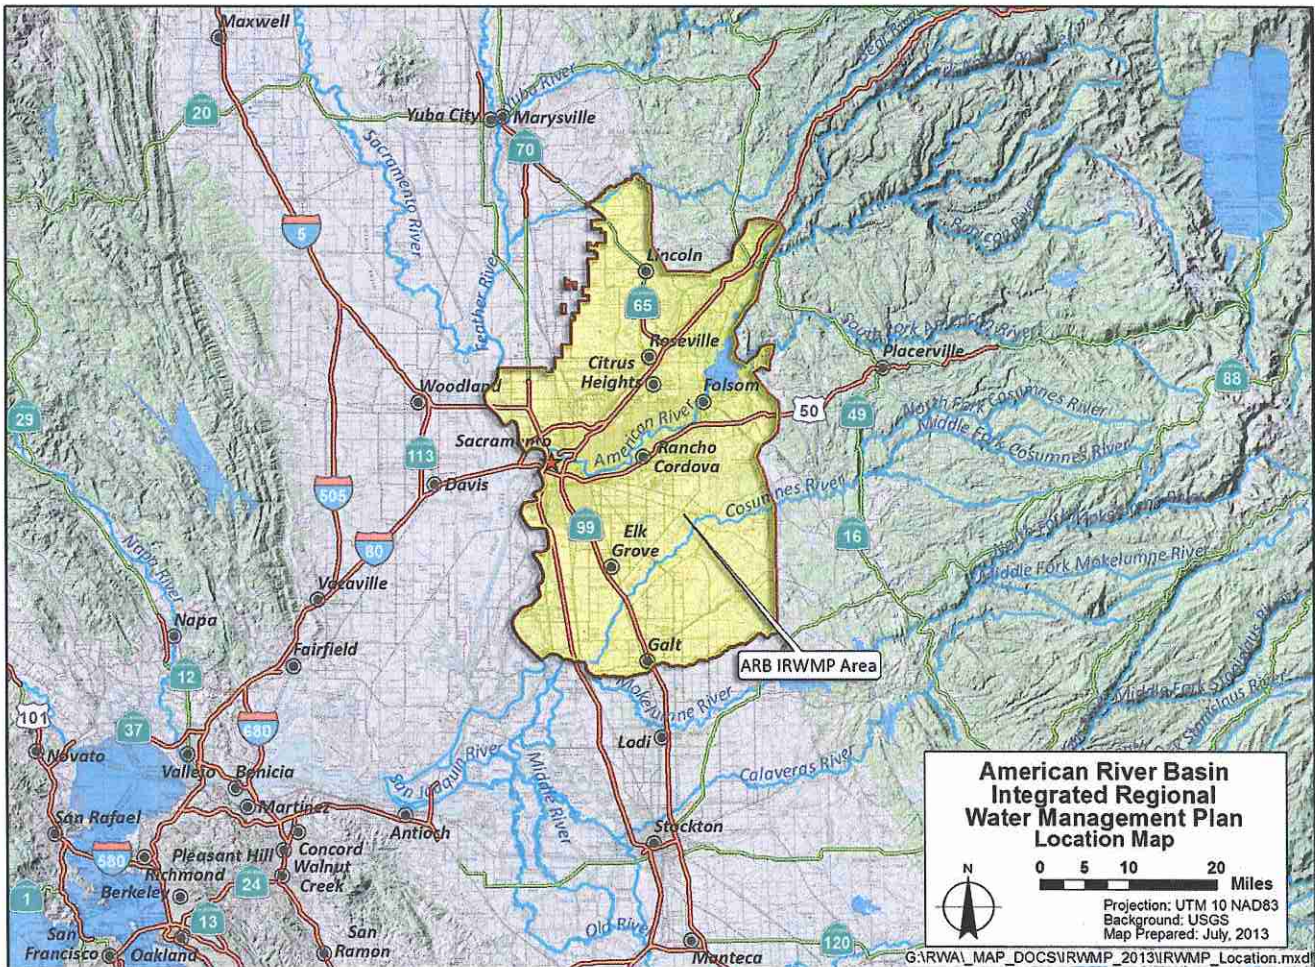 Maxwell
Bear River
20
Yuba River
Yuba City
Marysville
70
Sacramento River
5
Rubicon River
Feather River
Lincoln
65
South Fork American River
Roseville
Placerville
Citrus
Heights
Woodland
Folsom
88
29
50
49
North Fork Cosumnes River
American River
Middle Fork Cosumnes River
Sacramento
113
Rancho
Cordova
Davis
505
Cosumnes River
99
16
Elk
Grove
80
Napa River
Middle Fork Mokelumne River
Vacaville
Napa
Galt
Fairfield
ARB IRWMP Area
12
Mokelumne River
101
37
680
Lodi
Novato
Vallejo
Benicia
San Joaquin River
Middle River
Calaveras River
Martinez
San Rafael
Antioch
Stockton
580
Pleasant Hill
Concord
Richmond
Walnut
Creek
24
Berkeley
1
13
Old River
San
Francisco
Oakland
San
Ramon
Manteca
120
American River Basin
Integrated Regional
Water Management Plan
Location Map
N
0 5 10 20
Miles
Projection: UTM 10 NAD83
Background: USGS
Map Prepared: July, 2013
G:\RWA\_MAP_DOCS\IRWMP_2013\IRWMP_Location.mxd